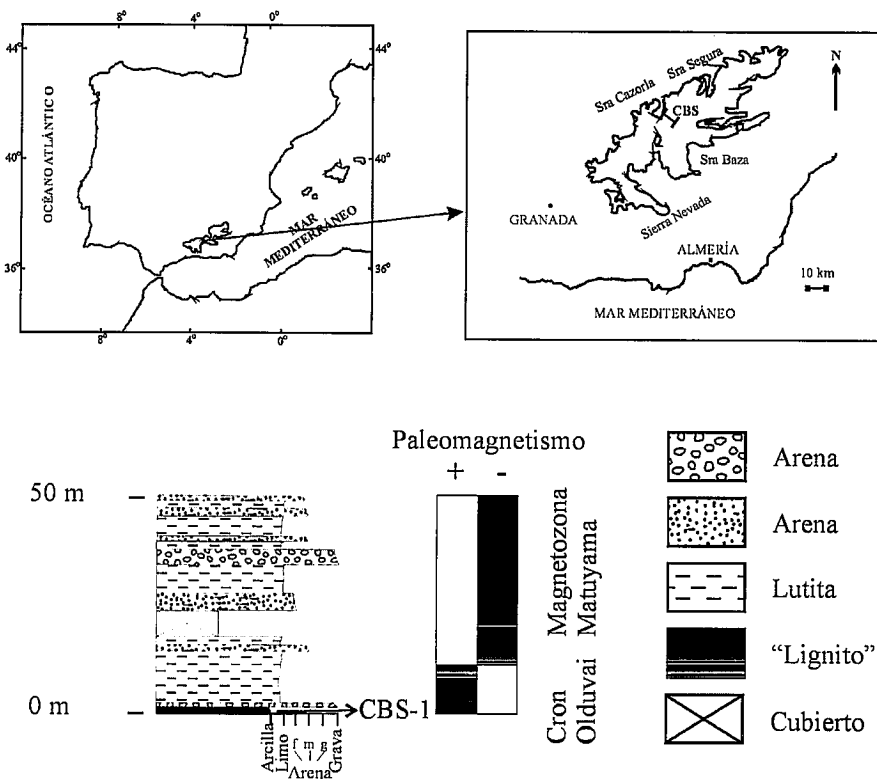 8°
4°
0°
44°
44°
40°
40°
36°
36°
8°
4°
0°
OCÉANO ATLÁNTICO
MAR
MEDITERRÁNEO
N
Sra Cazorla
Sra Segura
CBS
Sra Baza
GRANADA
Sierra Nevada
ALMERÍA
10 km
MAR MEDITERRÁNEO
Paleomagnetismo
+ -
50 m
0 m
CBS-1
Arcilla
Limo
f m g
Arena
Grava
Cron Magnetozona
Olduvai Matuyama
Arena
Arena
Lutita
“Lignito”
Cubierto